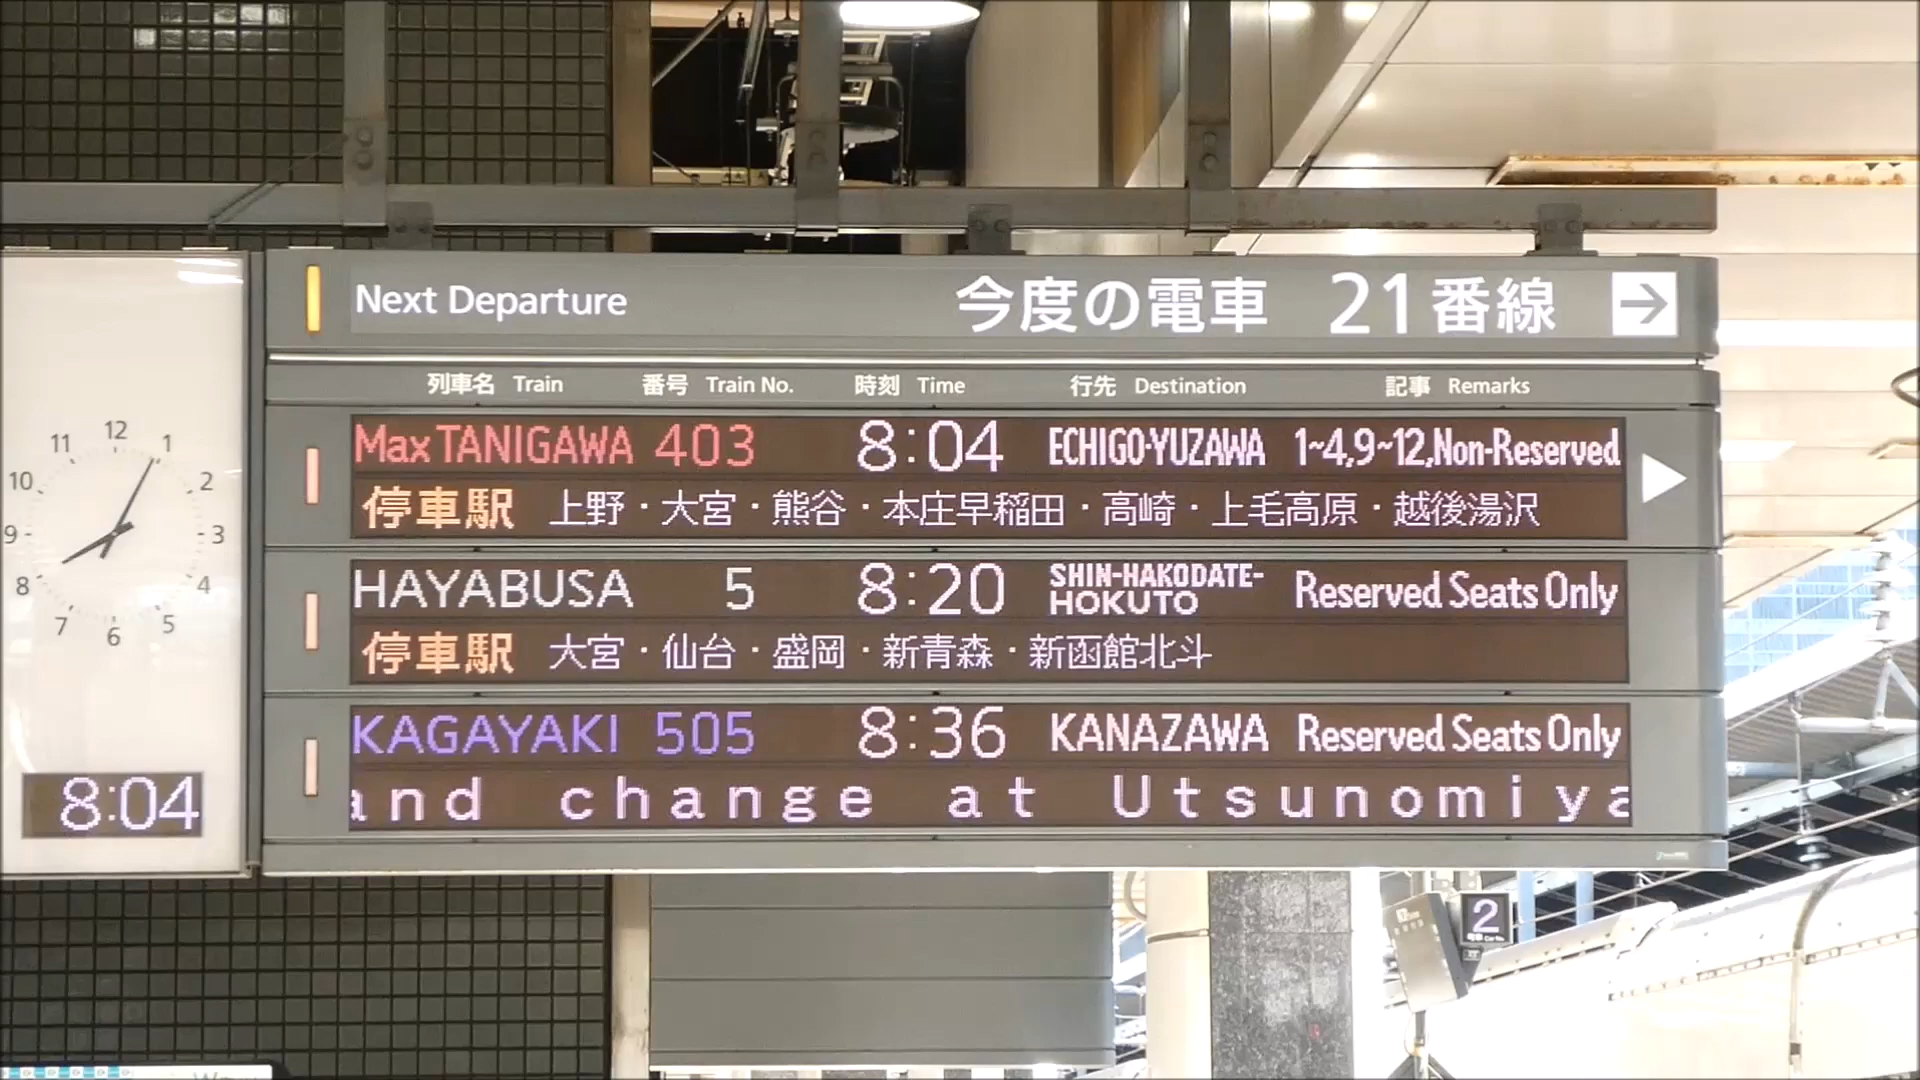 Next Departure 今度の電車 21番線 →
列車名 Train 番号 Train No. 時刻 Time 行先 Destination 記事 Remarks
Max TANIGAWA 403 8:04 ECHIGO-YUZAWA 1~4,9~12,Non-Reserved
停車駅 上野・大宮・熊谷・本庄早稲田・高崎・上毛高原・越後湯沢
HAYABUSA 5 8:20 SHIN-HAKODATE-HOKUTO Reserved Seats Only
停車駅 大宮・仙台・盛岡・新青森・新函館北斗
KAGAYAKI 505 8:36 KANAZAWA Reserved Seats Only
and change at Utsunomiya
12
11 1
10 2
9 3
8 4
7 5
6
8:04
2